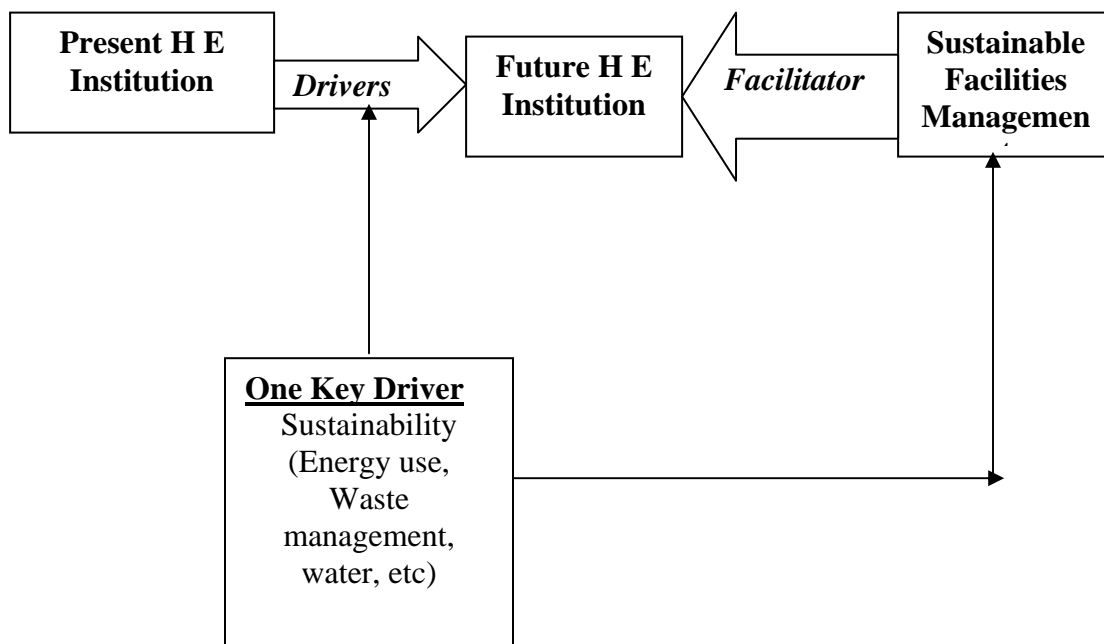 Present H E
Institution
Drivers
Future H E
Institution
Facilitator
Sustainable
Facilities
Managemen
One Key Driver
Sustainability
(Energy use,
Waste
management,
water, etc)